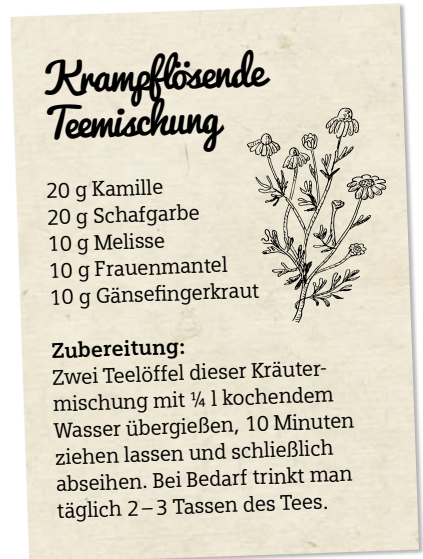 Krampflösende
Teemischung
20 g Kamille
20 g Schafgarbe
10 g Melisse
10 g Frauenmantel
10 g Gänsefingerkraut
Zubereitung:
Zwei Teelöffel dieser Kräuter-
mischung mit ¼ l kochendem
Wasser übergießen, 10 Minuten
ziehen lassen und schließlich
abseihen. Bei Bedarf trinkt man
täglich 2–3 Tassen des Tees.